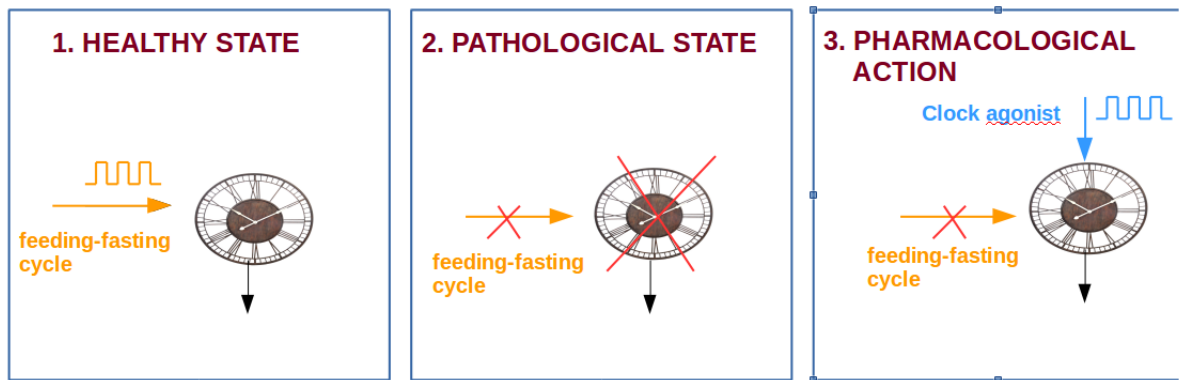 1. HEALTHY STATE
feeding-fasting
cycle
2. PATHOLOGICAL STATE
feeding-fasting
cycle
3. PHARMACOLOGICAL
ACTION
Clock agonist
feeding-fasting
cycle